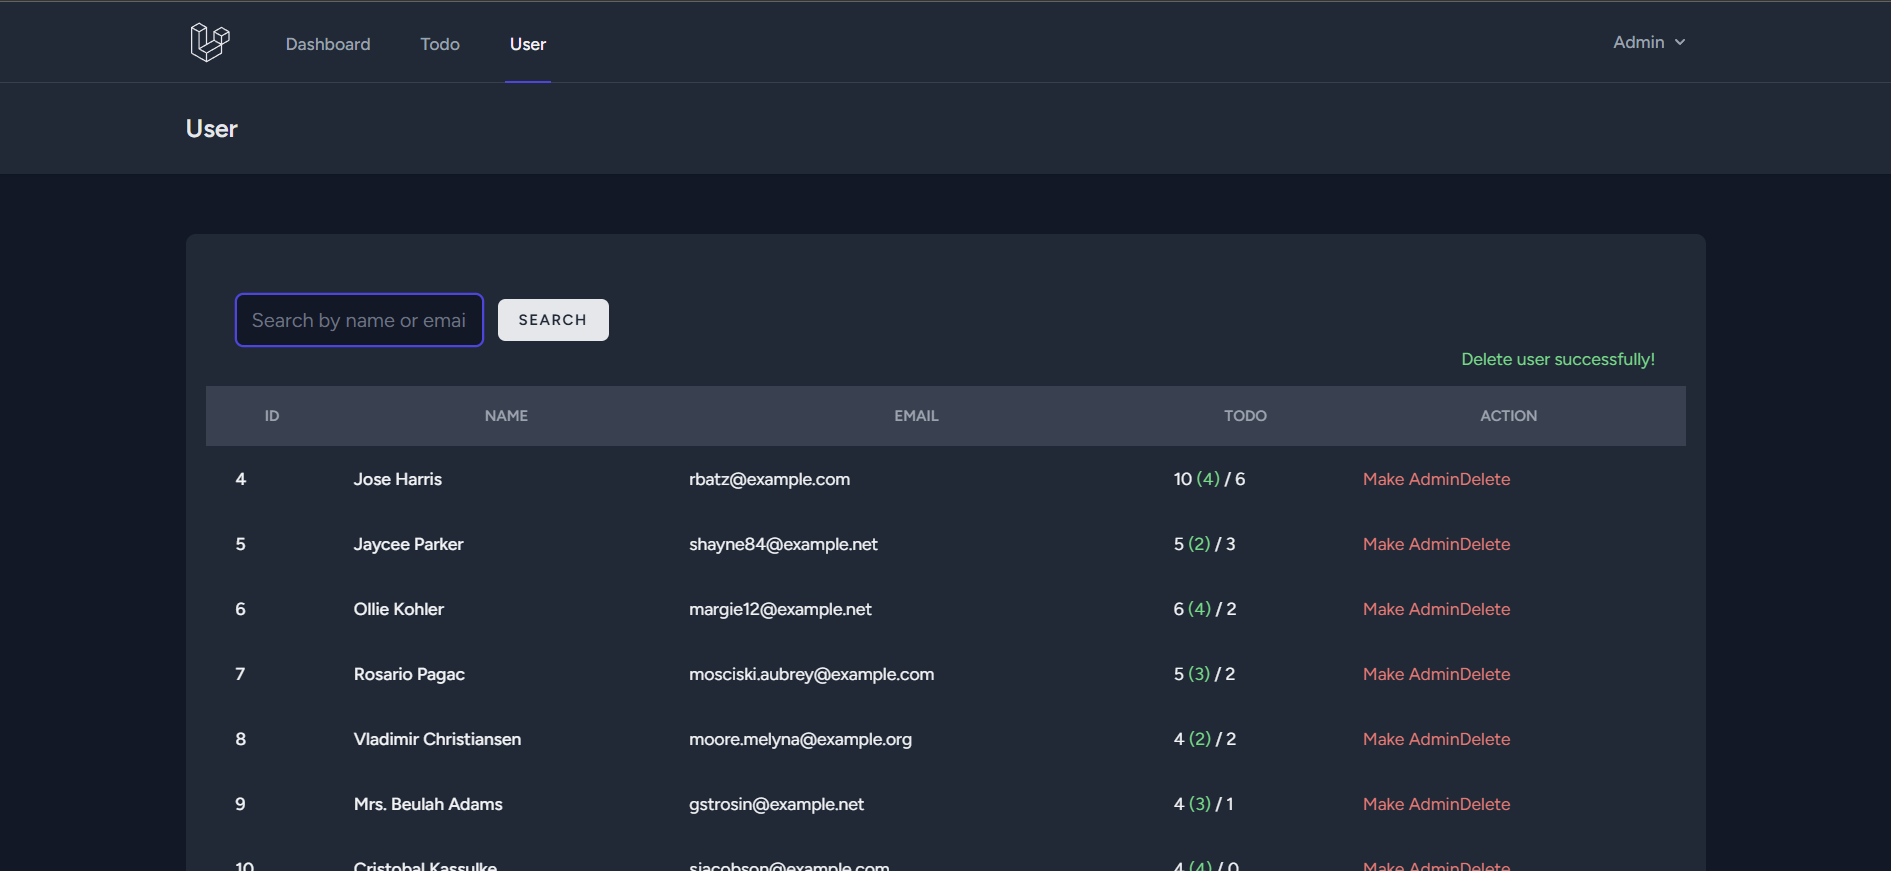 Dashboard Todo User Admin
User
Search by name or emai SEARCH
Delete user successfully!
ID NAME EMAIL TODO ACTION
4 Jose Harris rbatz@example.com 10 (4) / 6 Make AdminDelete
5 Jaycee Parker shayne84@example.net 5 (2) / 3 Make AdminDelete
6 Ollie Kohler margie12@example.net 6 (4) / 2 Make AdminDelete
7 Rosario Pagac mosciski.aubrey@example.com 5 (3) / 2 Make AdminDelete
8 Vladimir Christiansen moore.melyna@example.org 4 (2) / 2 Make AdminDelete
9 Mrs. Beulah Adams gstrosin@example.net 4 (3) / 1 Make AdminDelete
10 Cristobal Kassulke sjacobson@example.com 4 (4) / 0 Make AdminDelete